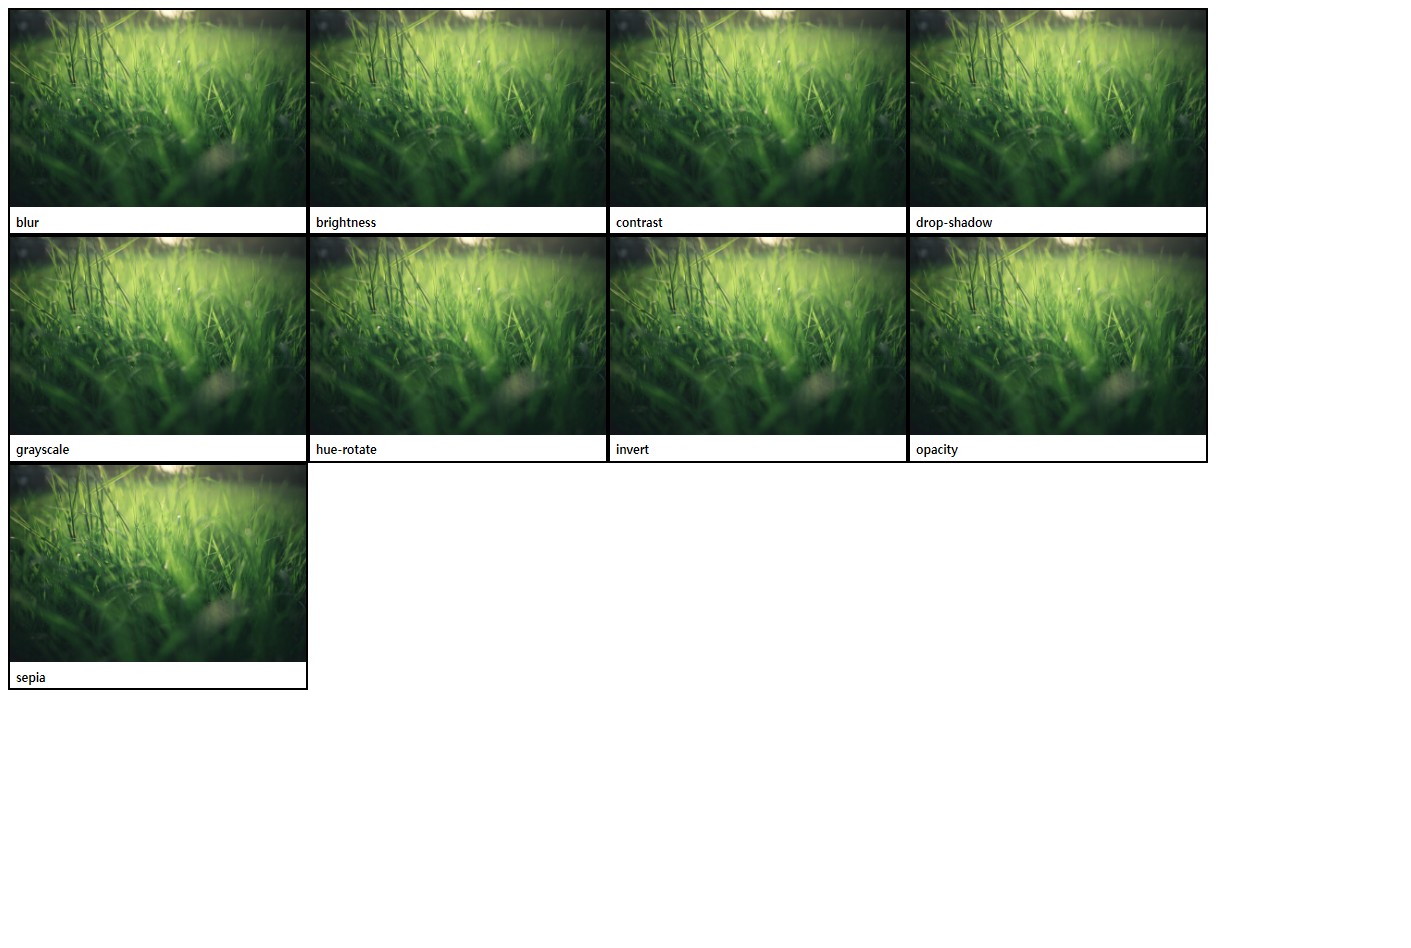 blur
brightness
contrast
drop-shadow
grayscale
hue-rotate
invert
opacity
sepia